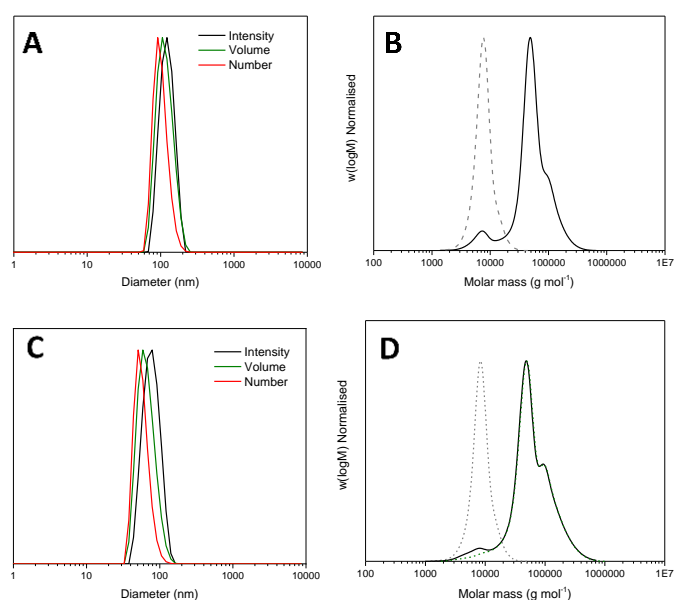 A
Intensity
Volume
Number
1 10 100 1000 10000
Diameter (nm)
B
w(logM) Normalised
100 1000 10000 100000 1000000 1E7
Molar mass (g mol-1)
C
Intensity
Volume
Number
1 10 100 1000 10000
Diameter (nm)
D
w(logM) Normalised
100 1000 10000 100000 1000000 1E7
Molar mass (g mol-1)